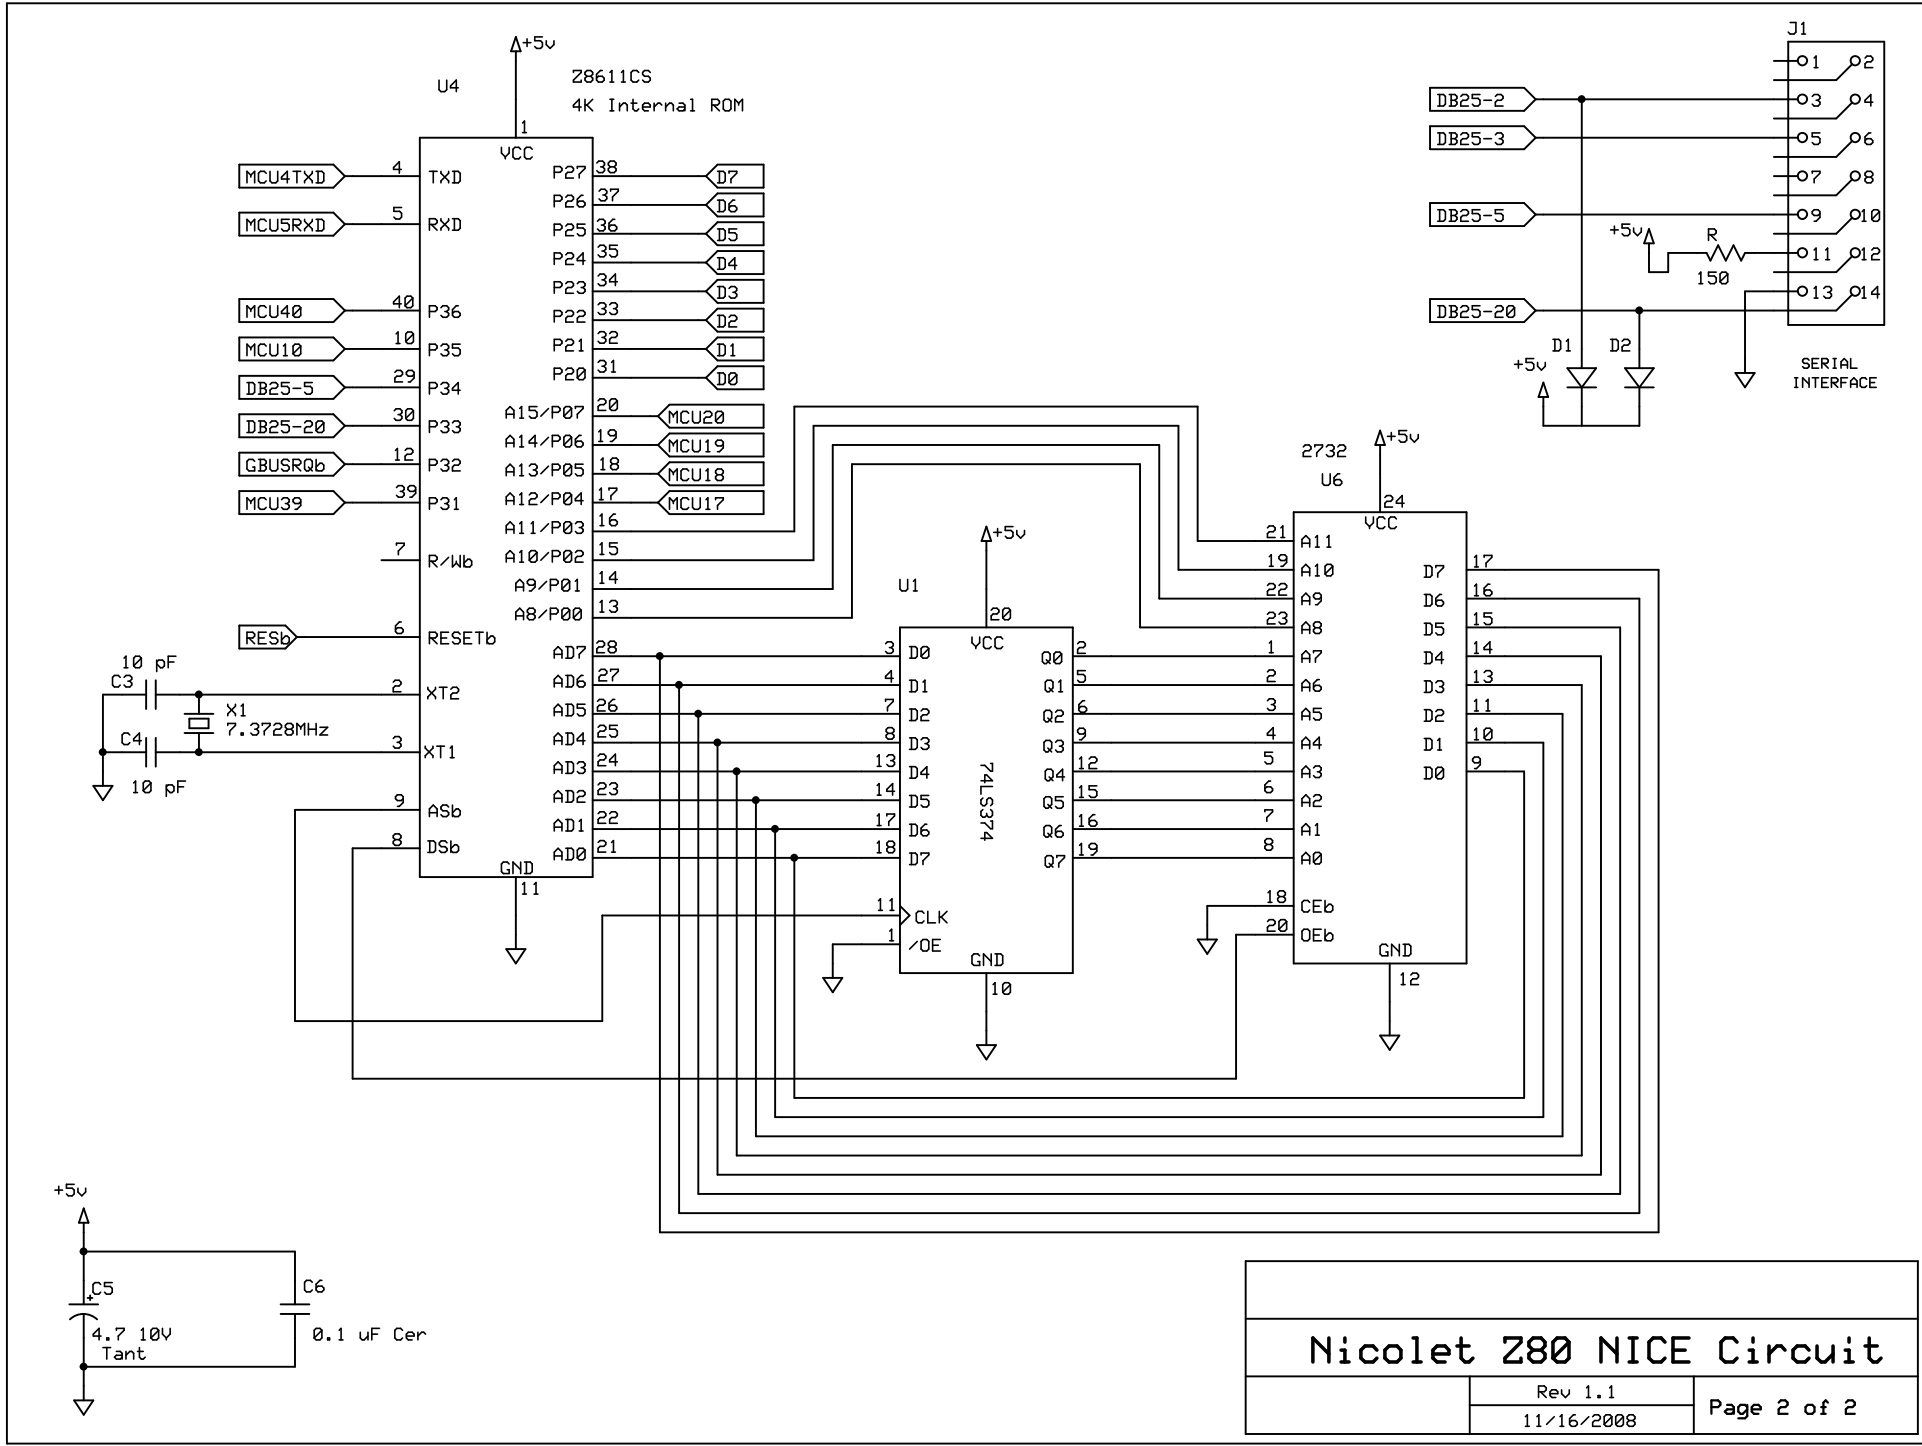 U4
+5v
Z8611CS
4K Internal ROM
1
VCC
MCU4TXD 4 TXD
MCU5RXD 5 RXD
MCU40 40 P36
MCU10 10 P35
DB25-5 29 P34
DB25-20 30 P33
GBUSRQb 12 P32
MCU39 39 P31
7 R/Wb
RESb 6 RESETb
2 XT2
3 XT1
9 ASb
8 DSb
GND
11
P27 38 D7
P26 37 D6
P25 36 D5
P24 35 D4
P23 34 D3
P22 33 D2
P21 32 D1
P20 31 D0
A15/P07 20 MCU20
A14/P06 19 MCU19
A13/P05 18 MCU18
A12/P04 17 MCU17
A11/P03 16
A10/P02 15
A9/P01 14
A8/P00 13
AD7 28
AD6 27
AD5 26
AD4 25
AD3 24
AD2 23
AD1 22
AD0 21
10 pF
C3
X1
7.3728MHz
C4
10 pF
U1
+5v
20
VCC
3 D0 Q0 2
4 D1 Q1 5
7 D2 Q2 6
8 D3 Q3 9
13 D4 Q4 12
14 D5 Q5 15
17 D6 Q6 16
18 D7 Q7 19
74LS374
11 CLK
1 /OE
GND
10
2732
U6
+5v
24
VCC
21 A11
19 A10
22 A9
23 A8
1 A7
2 A6
3 A5
4 A4
5 A3
6 A2
7 A1
8 A0
18 CEb
20 OEb
D7 17
D6 16
D5 15
D4 14
D3 13
D2 11
D1 10
D0 9
GND
12
J1
1 2
DB25-2 3 4
DB25-3 5 6
7 8
DB25-5 9 10
+5v R 11 12
150
13 14
DB25-20
D1 D2
+5v
SERIAL
INTERFACE
+5v
C5
+
4.7 10V
Tant
C6
0.1 uF Cer
Nicolet Z80 NICE Circuit
Rev 1.1
11/16/2008
Page 2 of 2